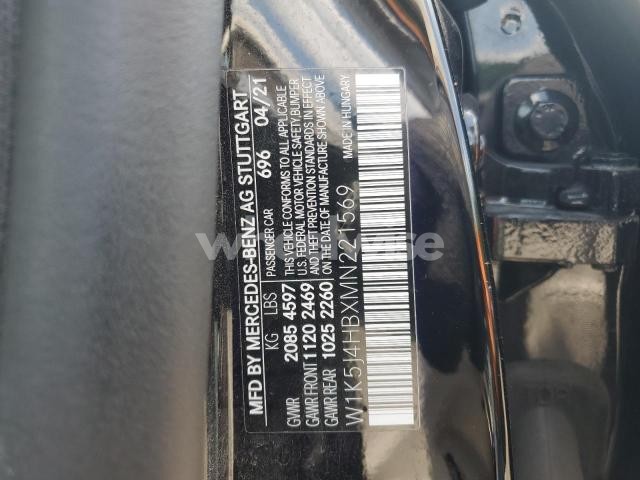 MFD BY MERCEDES-BENZ AG STUTTGART
PASSENGER CAR 696 04/21
KG LBS
GVWR 2085 4597
GAWR FRONT 1120 2469
GAWR REAR 1025 2260
THIS VEHICLE CONFORMS TO ALL APPLICABLE
U.S. FEDERAL MOTOR VEHICLE SAFETY, BUMPER
AND THEFT PREVENTION STANDARDS IN EFFECT
ON THE DATE OF MANUFACTURE SHOWN ABOVE
W1K5J4HBXMN221569 MADE IN HUNGARY
TOP